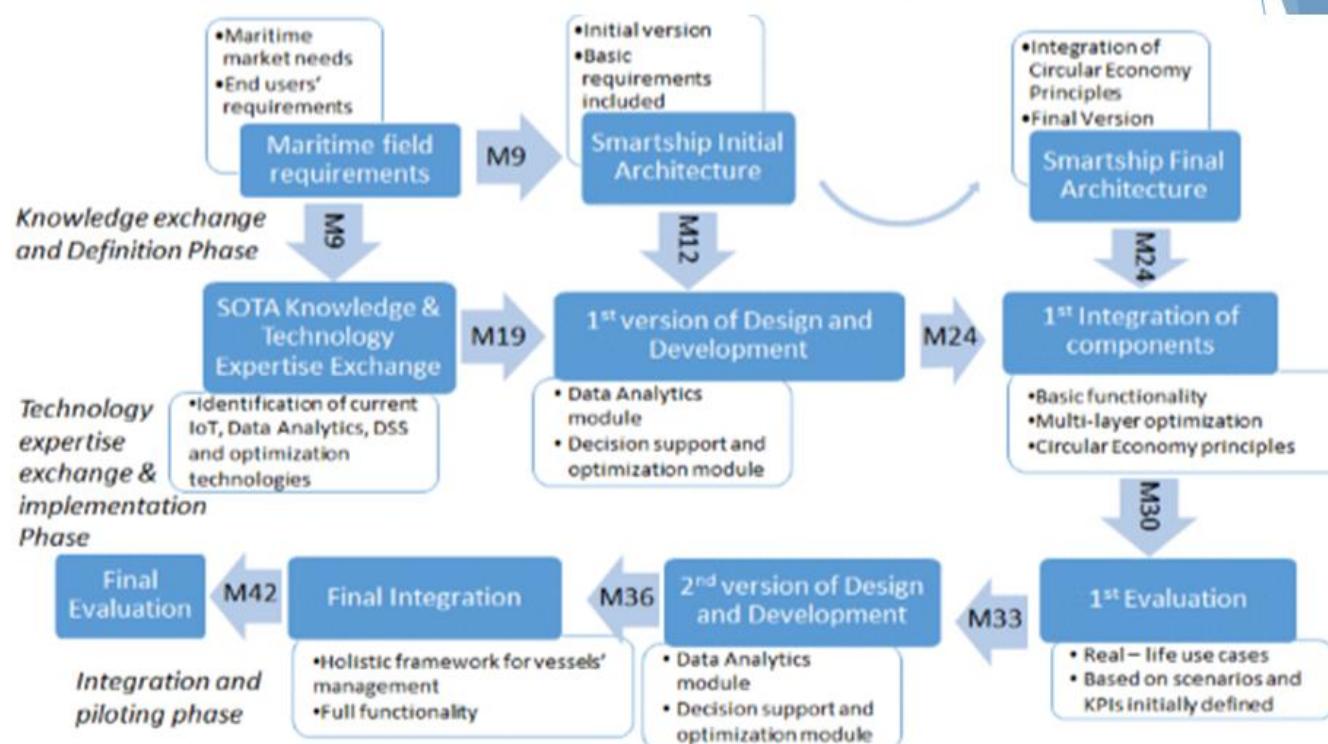 •Maritime
market needs
•End users'
requirements
Maritime field
requirements
M9
•Initial version
•Basic
requirements
included
Smartship Initial
Architecture
•Integration of
Circular Economy
Principles
•Final Version
Smartship Final
Architecture
Knowledge exchange
and Definition Phase
M9
M12
M24
SOTA Knowledge &
Technology
Expertise Exchange
M19
1st version of Design and
Development
M24
1st Integration of
components
•Identification of current
IoT, Data Analytics, DSS
and optimization
technologies
• Data Analytics
module
• Decision support and
optimization module
•Basic functionality
•Multi-layer optimization
•Circular Economy principles
Technology
expertise
exchange &
implementation
Phase
M30
Final
Evaluation
M42
Final Integration
M36
2nd version of Design
and Development
M33
1st Evaluation
•Holistic framework for vessels'
management
•Full functionality
• Data Analytics
module
• Decision support and
optimization module
• Real – life use cases
• Based on scenarios and
KPIs initially defined
Integration and
piloting phase